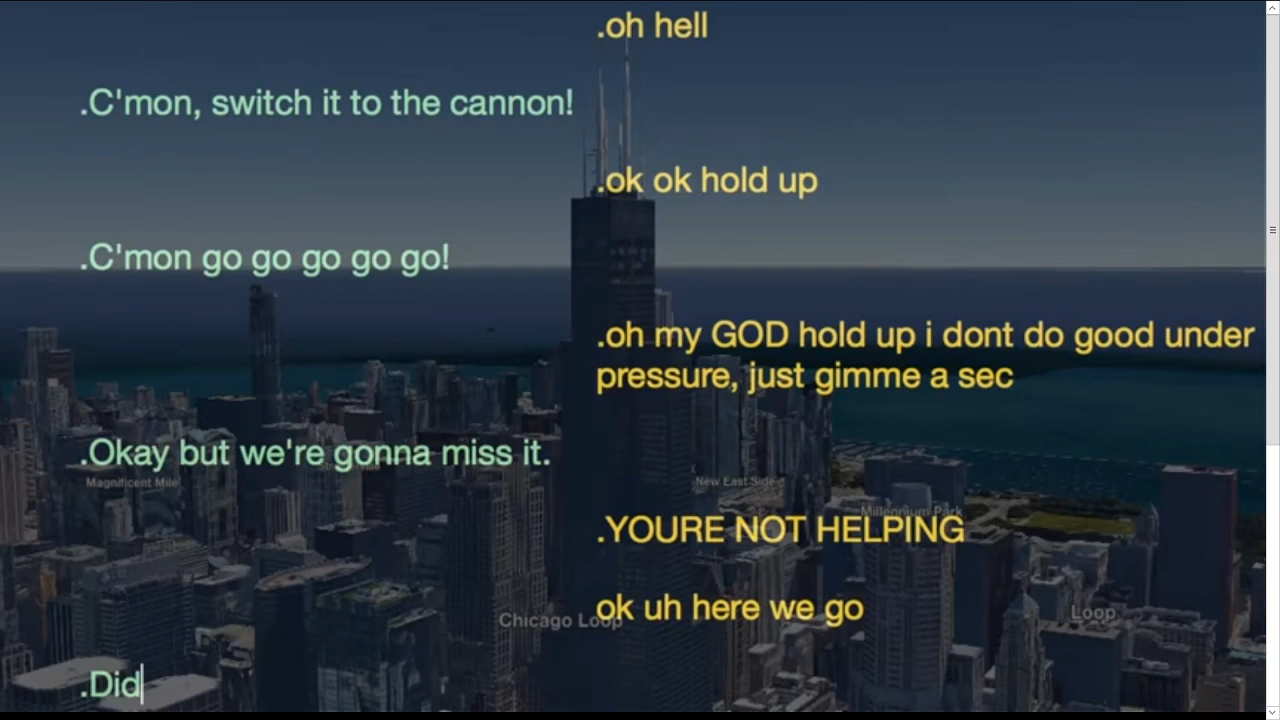 .oh hell
.C'mon, switch it to the cannon!
.ok ok hold up
.C'mon go go go go go!
.oh my GOD hold up i dont do good under
pressure, just gimme a sec
.Okay but we're gonna miss it.
Magnificent Mile
New East Side
Millennium Park
.YOURE NOT HELPING
ok uh here we go
Chicago Loop
Loop
.Did